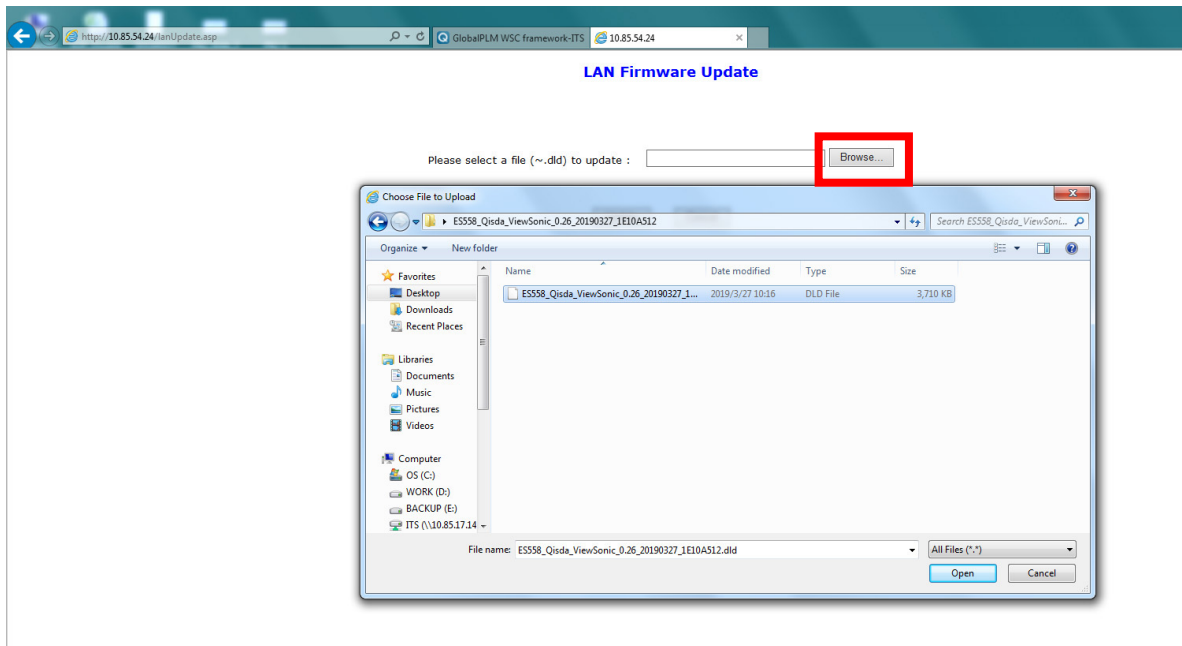 http://10.85.54.24/lanUpdate.asp
GlobalPLM WSC framework-ITS
10.85.54.24
LAN Firmware Update
Please select a file (~.dld) to update :
Browse...
Choose File to Upload
ES558_Qisda_ViewSonic_0.26_20190327_1E10A512
Search ES558_Qisda_ViewSoni...
Organize
New folder
Favorites
Desktop
Downloads
Recent Places
Libraries
Documents
Music
Pictures
Videos
Computer
OS (C:)
WORK (D:)
BACKUP (E:)
ITS (\\10.85.17.14
Name Date modified Type Size
ES558_Qisda_ViewSonic_0.26_20190327_1... 2019/3/27 10:16 DLD File 3,710 KB
File name: ES558_Qisda_ViewSonic_0.26_20190327_1E10A512.dld
All Files (*.*)
Open Cancel